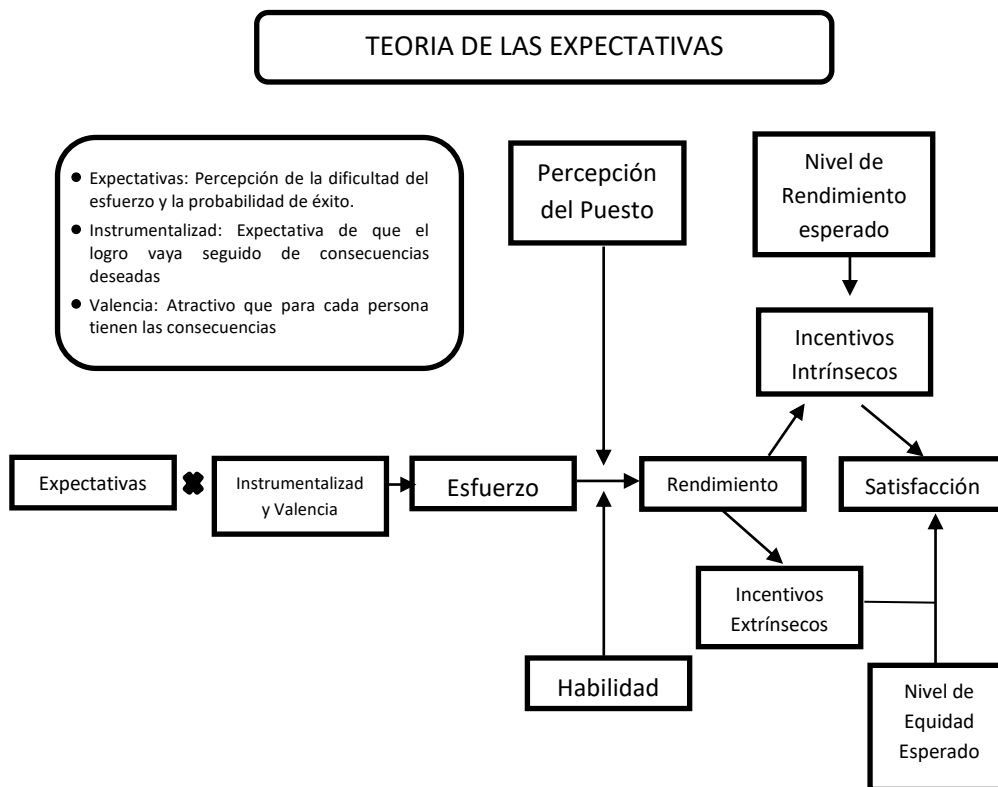 TEORIA DE LAS EXPECTATIVAS
● Expectativas: Percepción de la dificultad del
esfuerzo y la probabilidad de éxito.
● Instrumentalizad: Expectativa de que el
logro vaya seguido de consecuencias
deseadas
● Valencia: Atractivo que para cada persona
tienen las consecuencias
Percepción
del Puesto
Nivel de
Rendimiento
esperado
Incentivos
Intrínsecos
Expectativas
Instrumentalizad
y Valencia
Esfuerzo
Rendimiento
Satisfacción
Incentivos
Extrínsecos
Habilidad
Nivel de
Equidad
Esperado